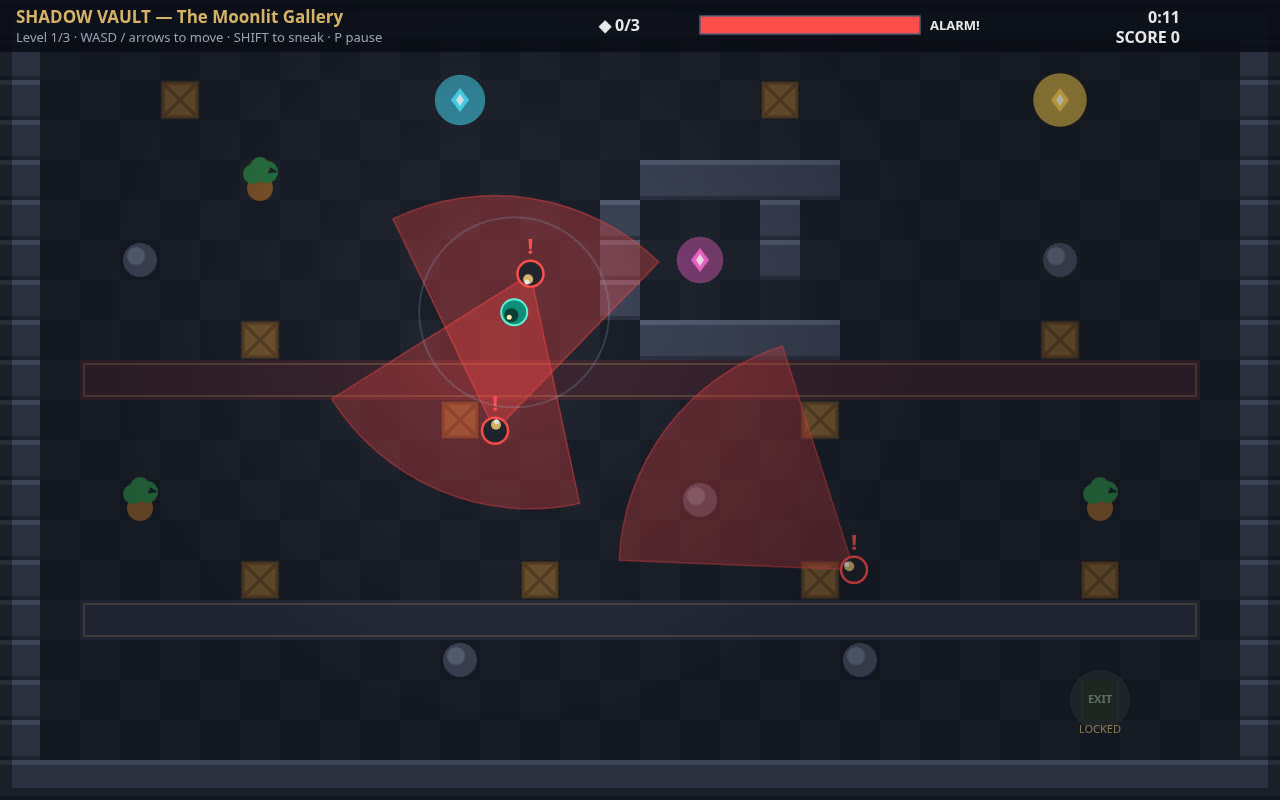 SHADOW VAULT — The Moonlit Gallery
Level 1/3 · WASD / arrows to move · SHIFT to sneak · P pause
◆ 0/3
ALARM!
0:11
SCORE 0
!
!
!
EXIT
LOCKED